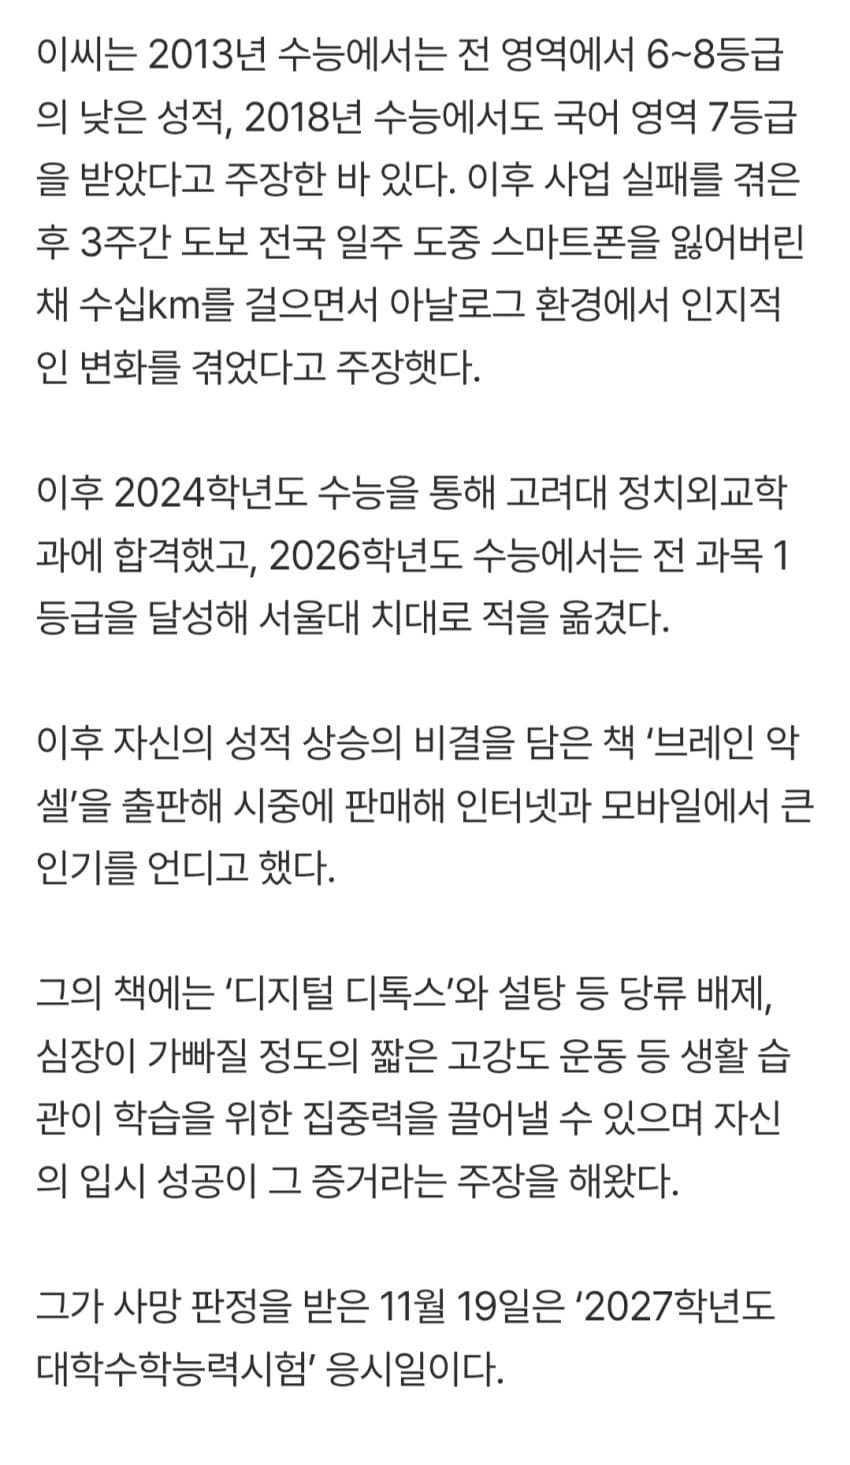 이씨는 2013년 수능에서는 전 영역에서 6~8등급
의 낮은 성적, 2018년 수능에서도 국어 영역 7등급
을 받았다고 주장한 바 있다. 이후 사업 실패를 겪은
후 3주간 도보 전국 일주 도중 스마트폰을 잃어버린
채 수십km를 걸으면서 아날로그 환경에서 인지적
인 변화를 겪었다고 주장햇다.

이후 2024학년도 수능을 통해 고려대 정치외교학
과에 합격했고, 2026학년도 수능에서는 전 과목 1
등급을 달성해 서울대 치대로 적을 옮겼다.

이후 자신의 성적 상승의 비결을 담은 책 ‘브레인 악
셀’을 출판해 시중에 판매해 인터넷과 모바일에서 큰
인기를 언디고 했다.

그의 책에는 ‘디지털 디톡스’와 설탕 등 당류 배제,
심장이 가빠질 정도의 짧은 고강도 운동 등 생활 습
관이 학습을 위한 집중력을 끌어낼 수 있으며 자신
의 입시 성공이 그 증거라는 주장을 해왔다.

그가 사망 판정을 받은 11월 19일은 ‘2027학년도
대학수학능력시험’ 응시일이다.